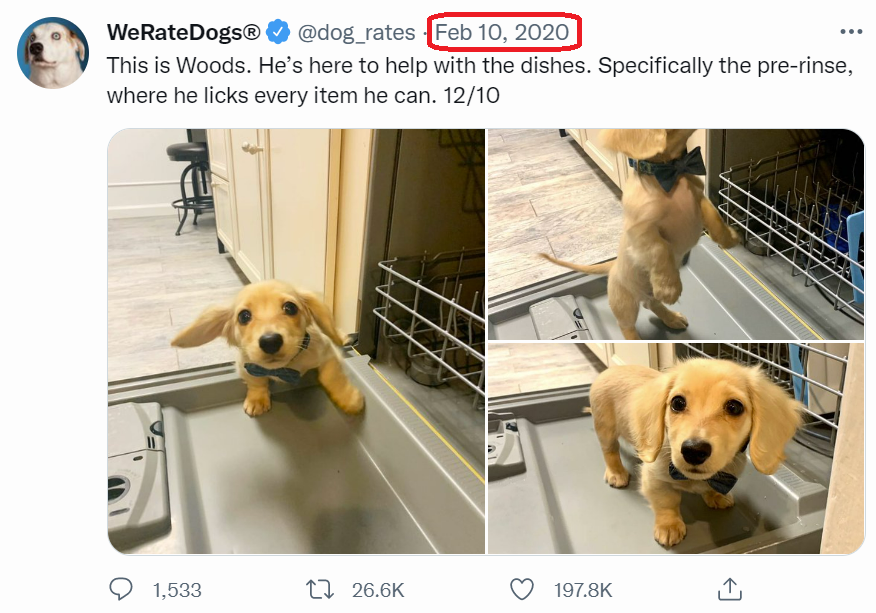 WeRateDogs® @dog_rates · Feb 10, 2020
This is Woods. He’s here to help with the dishes. Specifically the pre-rinse,
where he licks every item he can. 12/10
1,533 26.6K 197.8K